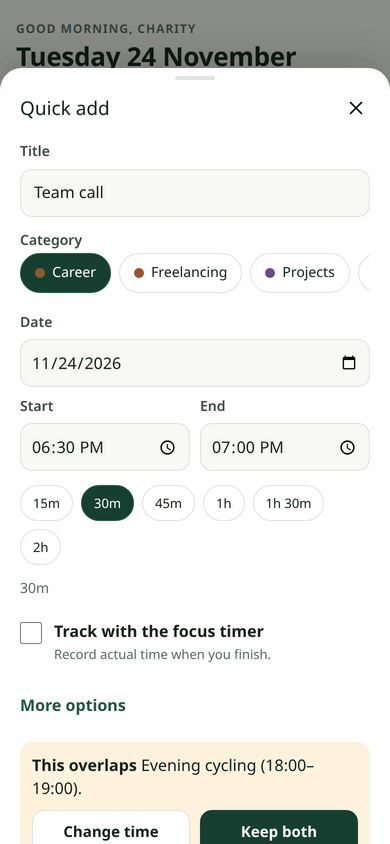 GOOD MORNING, CHARITY
Tuesday 24 November
Quick add
Title
Team call
Category
Career Freelancing Projects
Date
11/24/2026
Start End
06:30 PM 07:00 PM
15m 30m 45m 1h 1h 30m
2h
30m
Track with the focus timer
Record actual time when you finish.
More options
This overlaps Evening cycling (18:00–
19:00).
Change time Keep both